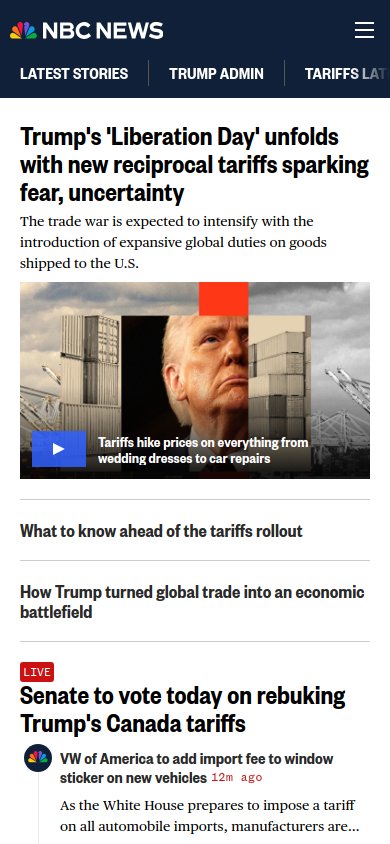 NBC NEWS
LATEST STORIES
TRUMP ADMIN
TARIFFS LAT
Trump's 'Liberation Day' unfolds
with new reciprocal tariffs sparking
fear, uncertainty
The trade war is expected to intensify with the
introduction of expansive global duties on goods
shipped to the U.S.
Tariffs hike prices on everything from
wedding dresses to car repairs
What to know ahead of the tariffs rollout
How Trump turned global trade into an economic
battlefield
LIVE
Senate to vote today on rebuking
Trump's Canada tariffs
VW of America to add import fee to window
sticker on new vehicles 12m ago
As the White House prepares to impose a tariff
on all automobile imports, manufacturers are...